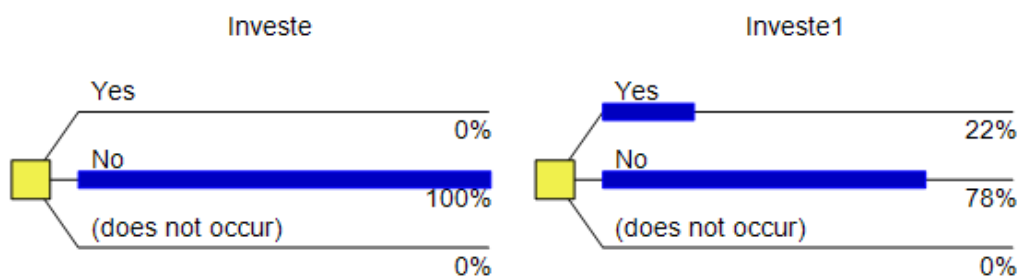 Investe
Yes
0%
No
100%
(does not occur)
0%
Investe1
Yes
22%
No
78%
(does not occur)
0%